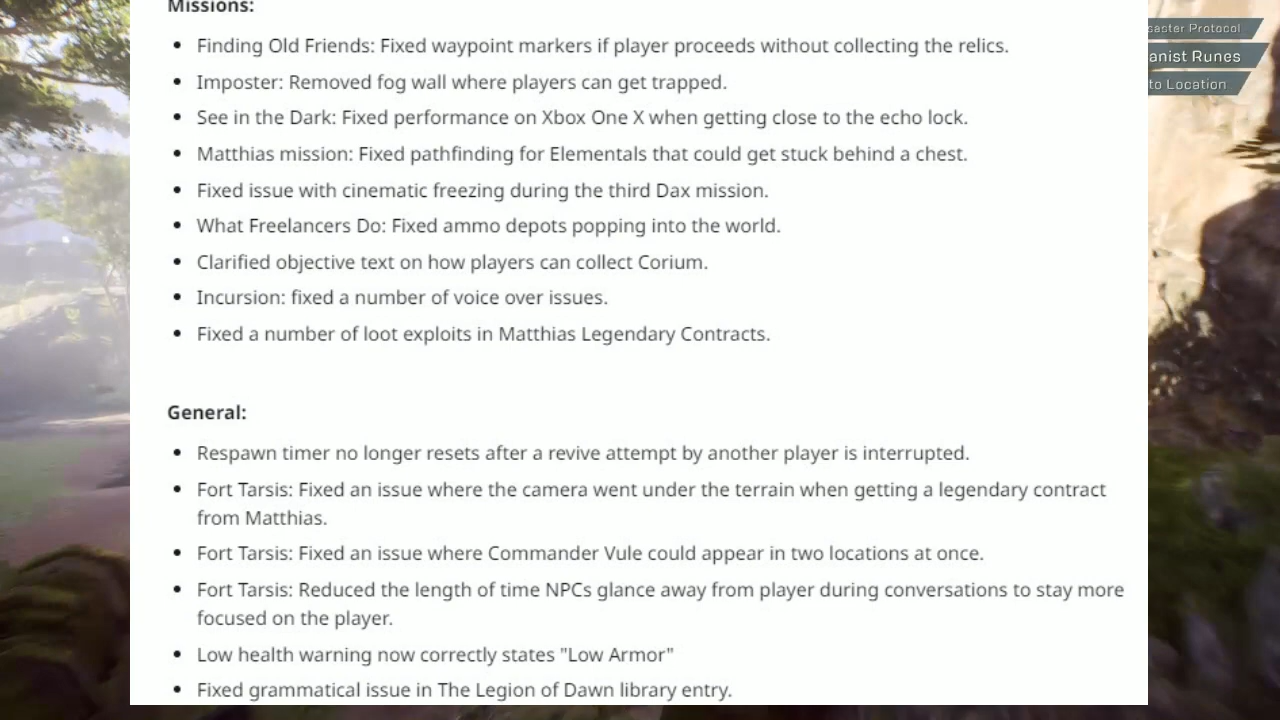 Missions:
Finding Old Friends: Fixed waypoint markers if player proceeds without collecting the relics.
Imposter: Removed fog wall where players can get trapped.
See in the Dark: Fixed performance on Xbox One X when getting close to the echo lock.
Matthias mission: Fixed pathfinding for Elementals that could get stuck behind a chest.
Fixed issue with cinematic freezing during the third Dax mission.
What Freelancers Do: Fixed ammo depots popping into the world.
Clarified objective text on how players can collect Corium.
Incursion: fixed a number of voice over issues.
Fixed a number of loot exploits in Matthias Legendary Contracts.
General:
Respawn timer no longer resets after a revive attempt by another player is interrupted.
Fort Tarsis: Fixed an issue where the camera went under the terrain when getting a legendary contract
from Matthias.
Fort Tarsis: Fixed an issue where Commander Vule could appear in two locations at once.
Fort Tarsis: Reduced the length of time NPCs glance away from player during conversations to stay more
focused on the player.
Low health warning now correctly states "Low Armor"
Fixed grammatical issue in The Legion of Dawn library entry.
saster Protocol
anist Runes
to Location